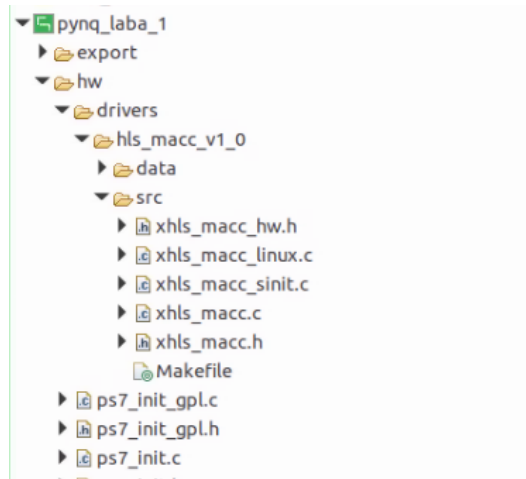 pynq_laba_1
export
hw
drivers
hls_macc_v1_0
data
src
xhls_macc_hw.h
xhls_macc_linux.c
xhls_macc_sinit.c
xhls_macc.c
xhls_macc.h
Makefile
ps7_init_gpl.c
ps7_init_gpl.h
ps7_init.c